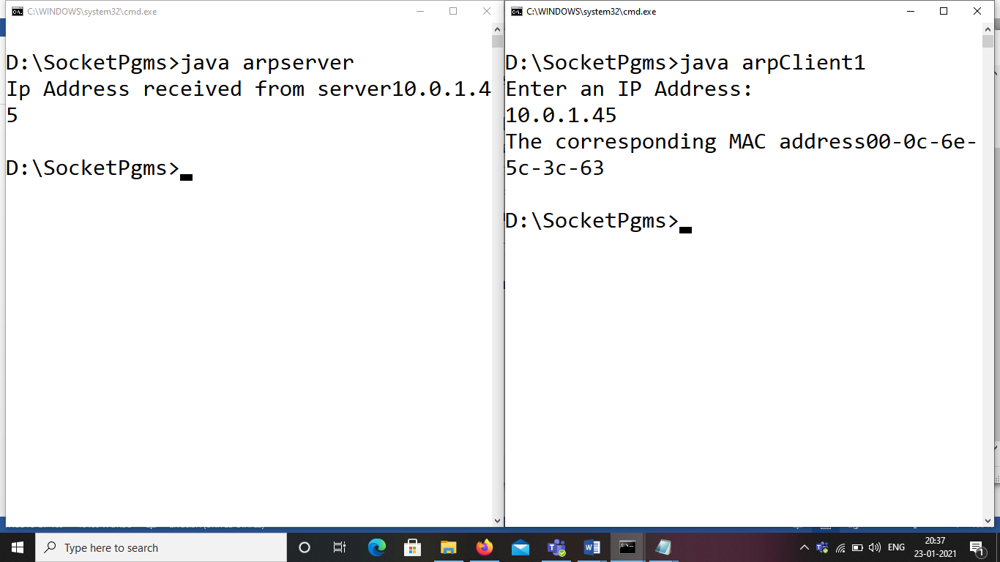 C:\WINDOWS\system32\cmd.exe
D:\SocketPgms>java arpserver
Ip Address received from server10.0.1.4
5
D:\SocketPgms>
C:\WINDOWS\system32\cmd.exe
D:\SocketPgms>java arpClient1
Enter an IP Address:
10.0.1.45
The corresponding MAC address00-0c-6e-
5c-3c-63
D:\SocketPgms>
Type here to search
ENG
20:37
23-01-2021
1